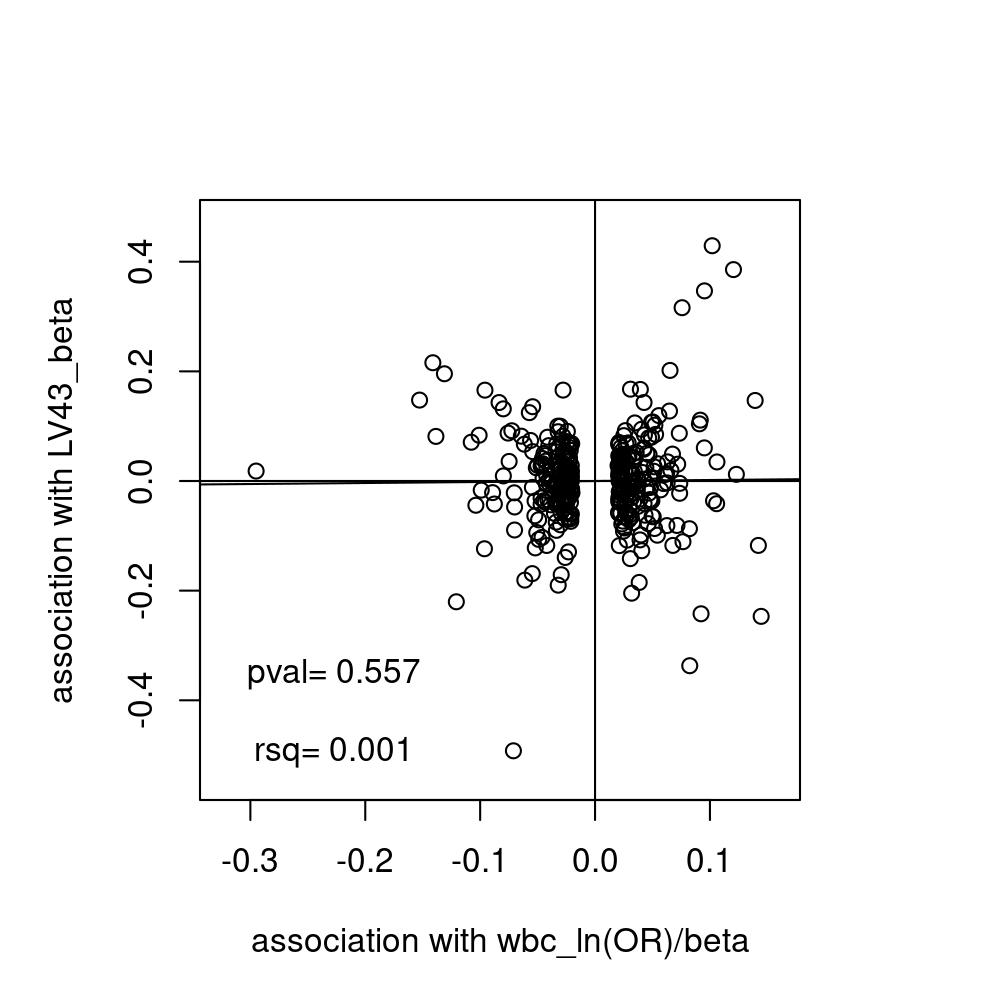 association with LV43_beta
0.4
0.2
0.0
-0.2
-0.4
pval= 0.557
rsq= 0.001
-0.3 -0.2 -0.1 0.0 0.1
association with wbc_ln(OR)/beta